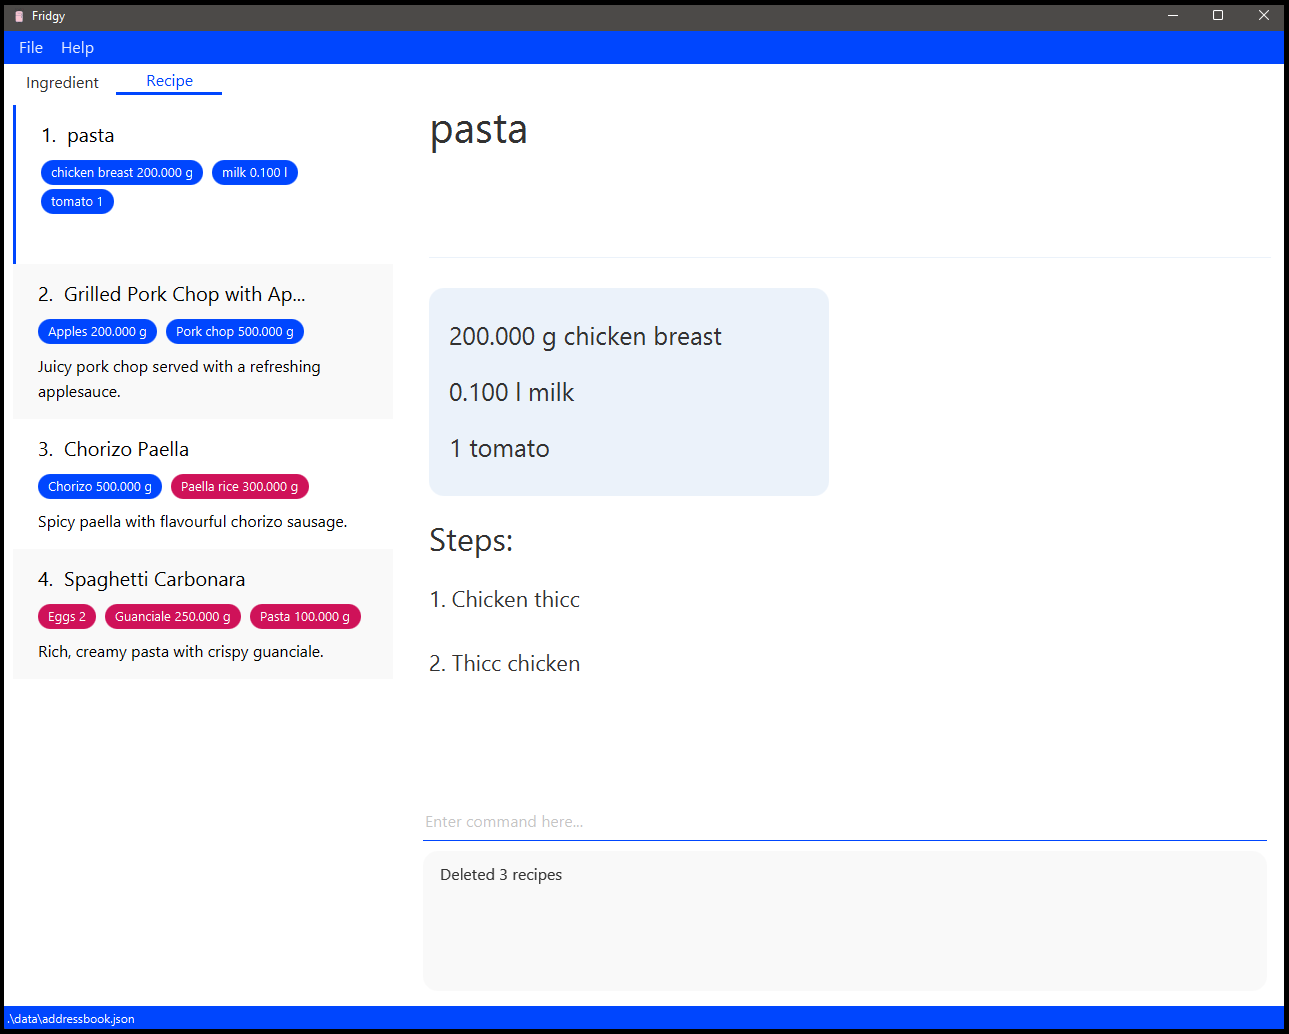 Fridgy
File Help
Ingredient Recipe
1. pasta
chicken breast 200.000 g milk 0.100 l
tomato 1
2. Grilled Pork Chop with Ap...
Apples 200.000 g Pork chop 500.000 g
Juicy pork chop served with a refreshing
applesauce.
3. Chorizo Paella
Chorizo 500.000 g Paella rice 300.000 g
Spicy paella with flavourful chorizo sausage.
4. Spaghetti Carbonara
Eggs 2 Guanciale 250.000 g Pasta 100.000 g
Rich, creamy pasta with crispy guanciale.
pasta
200.000 g chicken breast
0.100 l milk
1 tomato
Steps:
1. Chicken thicc
2. Thicc chicken
Enter command here...
Deleted 3 recipes
.\data\addressbook.json